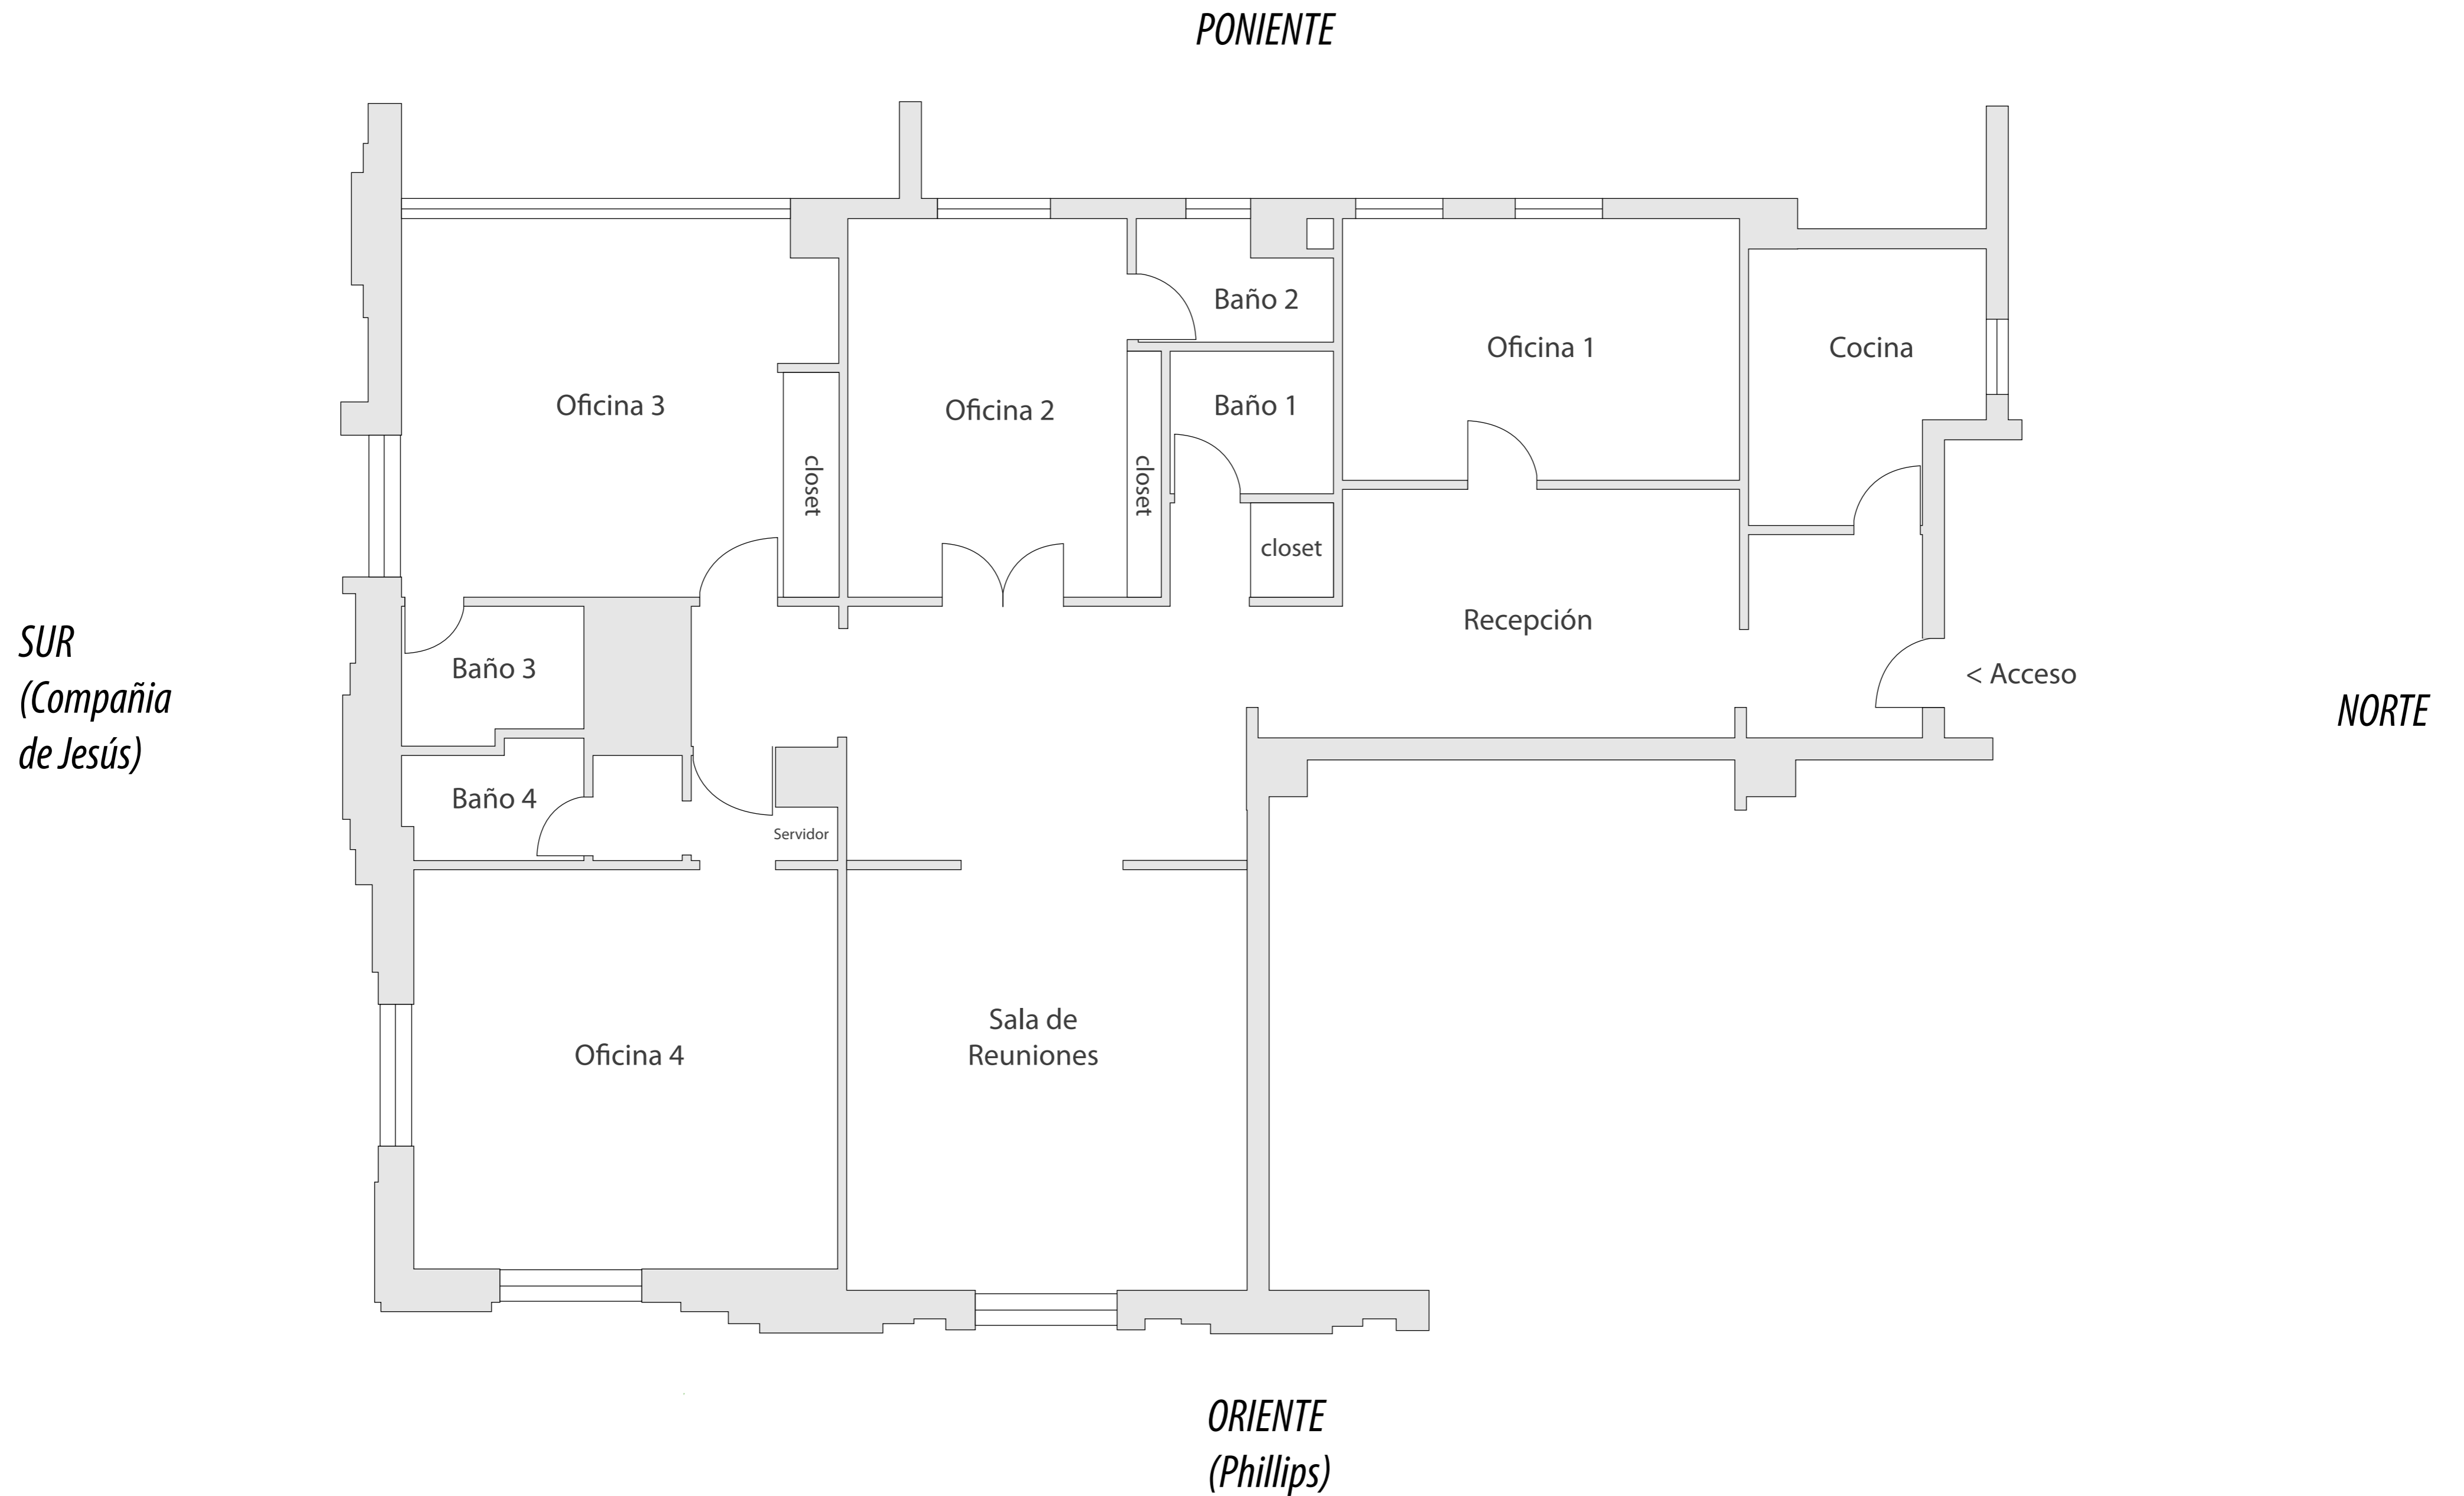 PONIENTE
Baño 2
Oficina 1
Cocina
Oficina 3
Oficina 2
Baño 1
closet
closet
closet
Recepción
SUR
(Compañia
de Jesús)
Baño 3
< Acceso
NORTE
Baño 4
Servidor
Sala de
Reuniones
Oficina 4
ORIENTE
(Phillips)